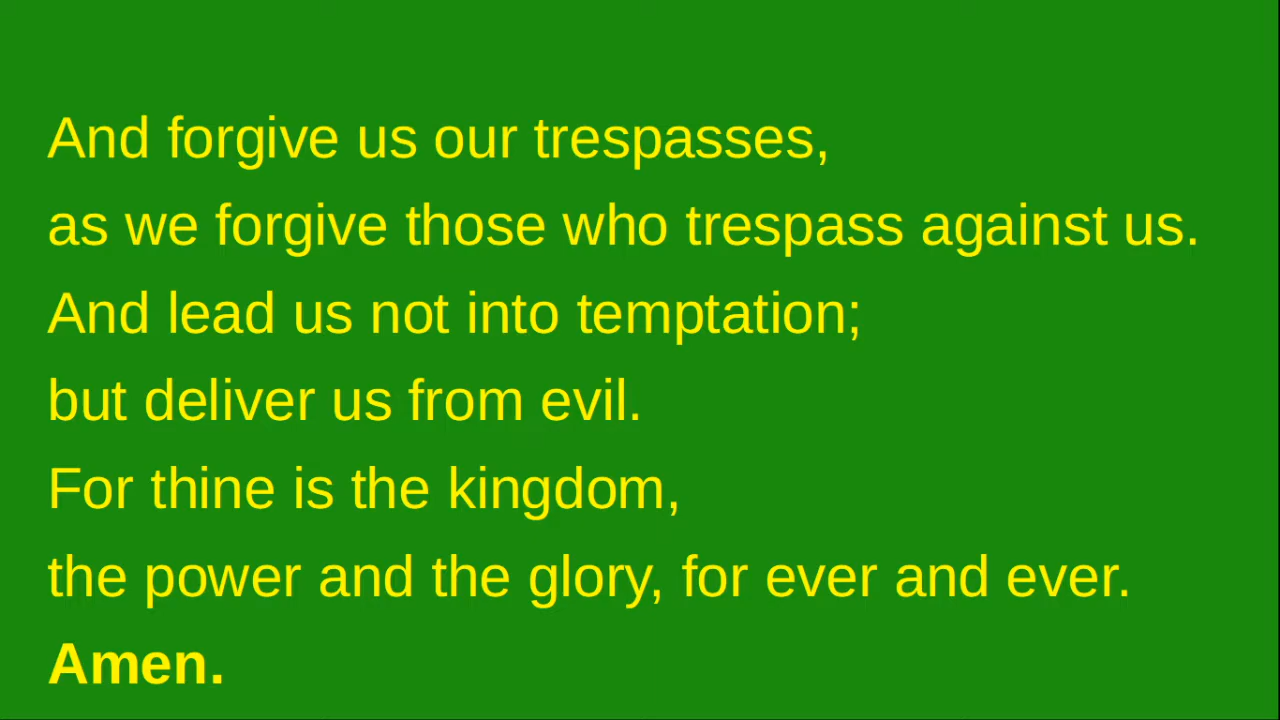 And forgive us our trespasses,
as we forgive those who trespass against us.
And lead us not into temptation;
but deliver us from evil.
For thine is the kingdom,
the power and the glory, for ever and ever.
Amen.